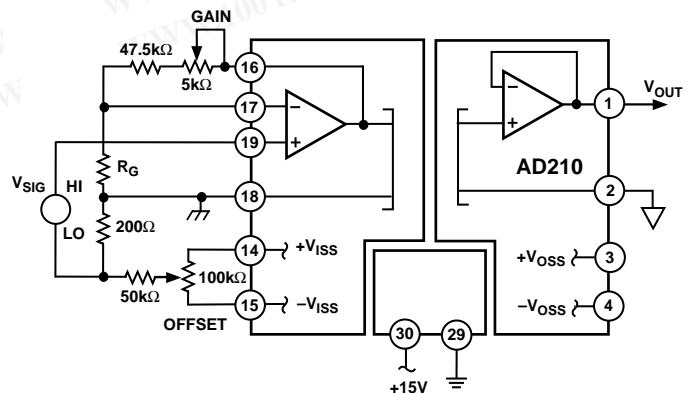 GAIN
47.5kΩ
5kΩ
16
17
19
18
14
15
V_SIG
HI
LO
R_G
200Ω
50kΩ
100kΩ
OFFSET
+V_ISS
–V_ISS
–
+
–
+
AD210
V_OUT
1
2
3
4
+V_OSS
–V_OSS
30
29
+15V